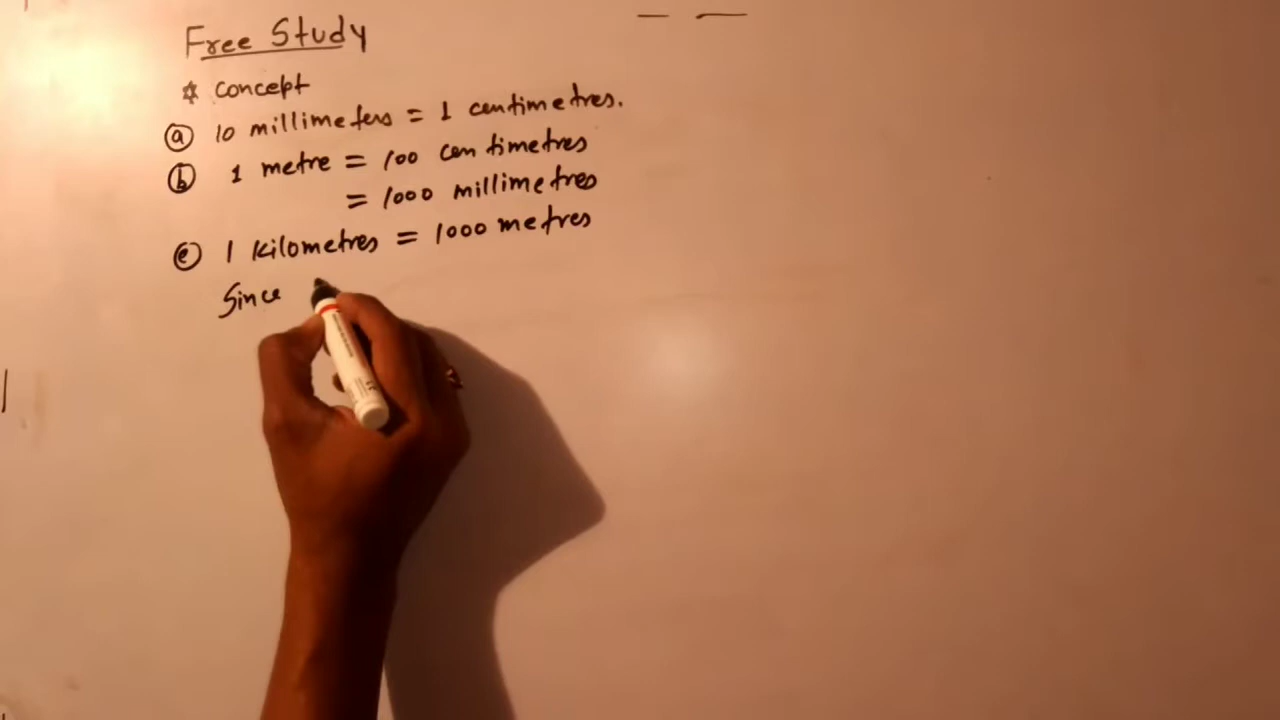 Free Study
☆ concept
ⓐ 10 millimeters = 1 centimetres.
ⓑ 1 metre = 100 centimetres
= 1000 millimetres
ⓒ 1 kilometres = 1000 metres
Since